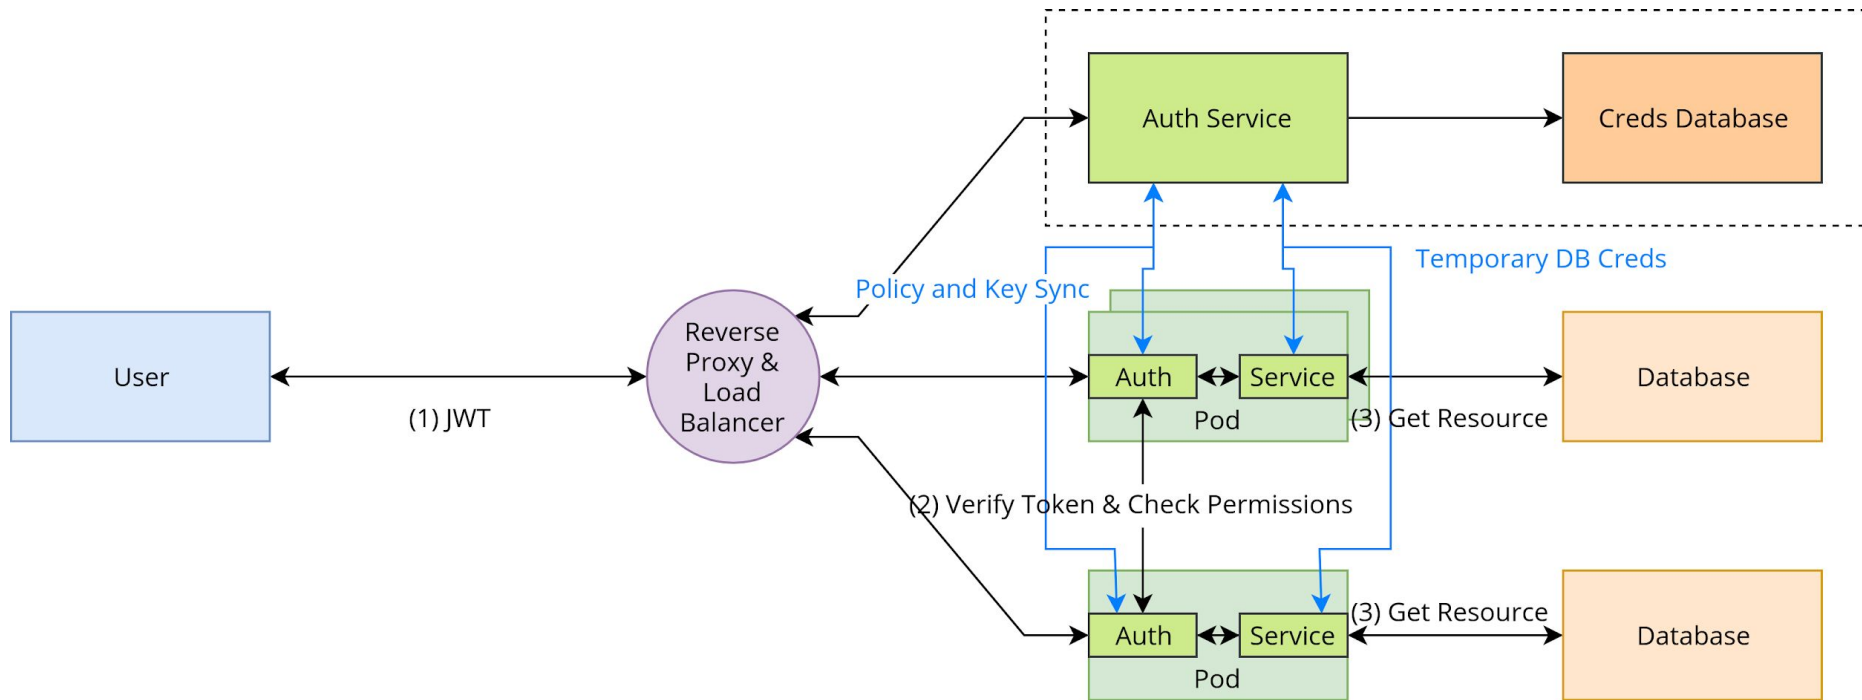 Auth Service
Creds Database
Temporary DB Creds
Policy and Key Sync
User
(1) JWT
Reverse
Proxy &
Load
Balancer
Auth
Service
Pod
(3) Get Resource
Database
(2) Verify Token & Check Permissions
Auth
Service
Pod
(3) Get Resource
Database